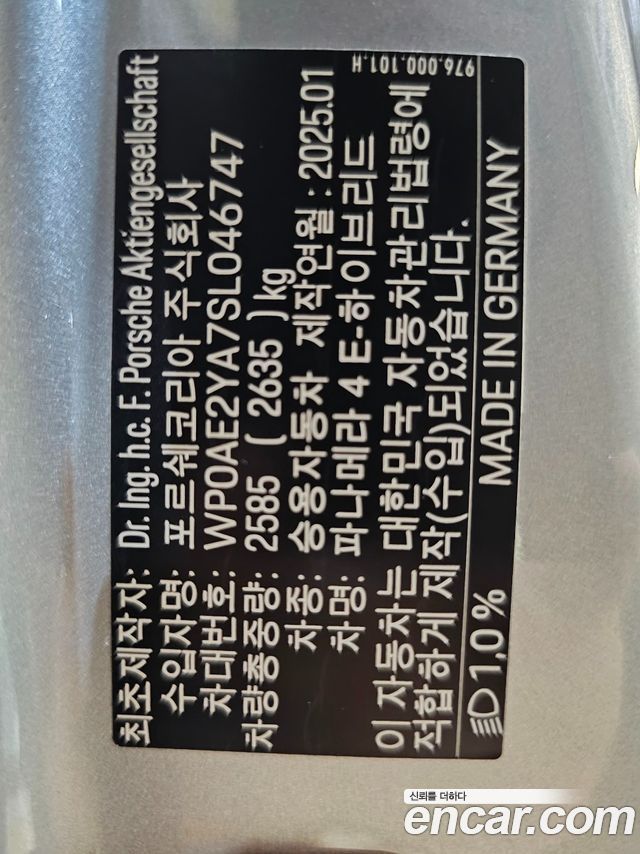 최초제작자: Dr. Ing. h.c. F. Porsche Aktiengesellschaft
수입자명: 포르쉐코리아 주식회사
차대번호: WP0AE2YA7SL046747
차량총중량: 2585 ( 2635 ) kg
차종: 승용자동차 제작연월 : 2025.01
차명: 파나메라 4 E-하이브리드
이 자동차는 대한민국 자동차관리법령에
적합하게 제작(수입)되었습니다.
1,0% MADE IN GERMANY
976.000.101.H
신뢰를 더하다
encar.com